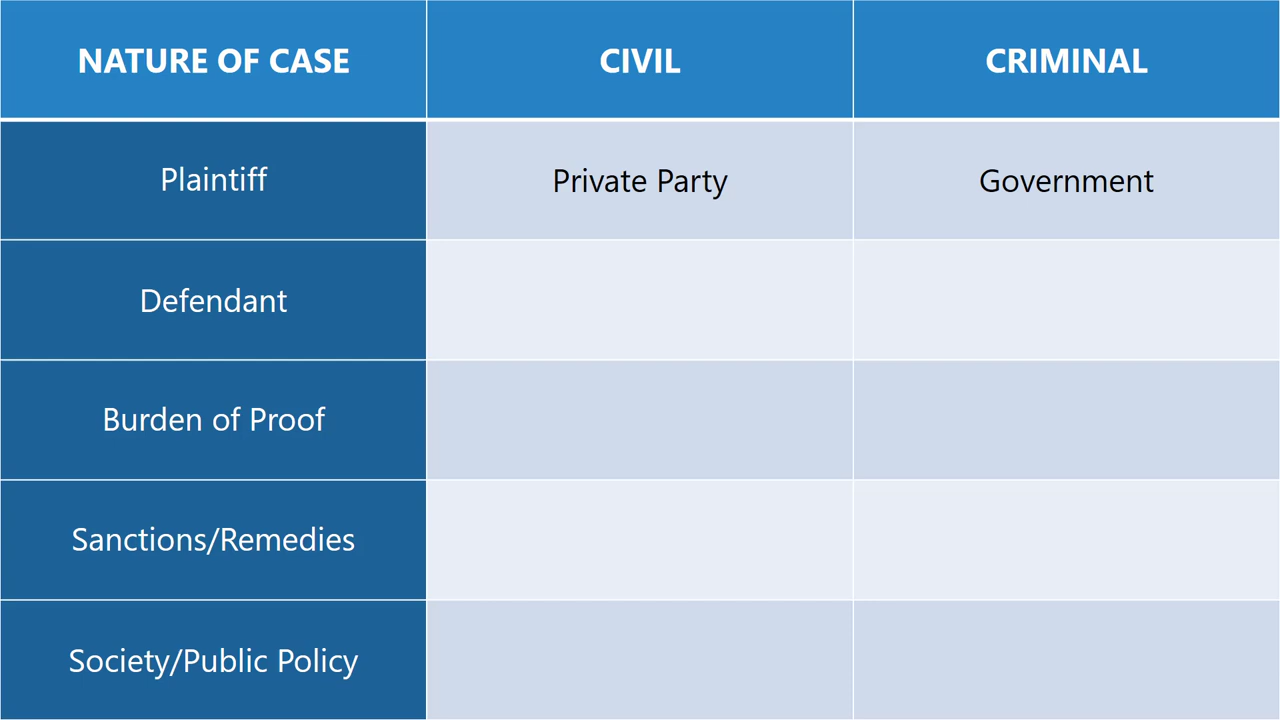 NATURE OF CASE CIVIL CRIMINAL
Plaintiff Private Party Government
Defendant
Burden of Proof
Sanctions/Remedies
Society/Public Policy